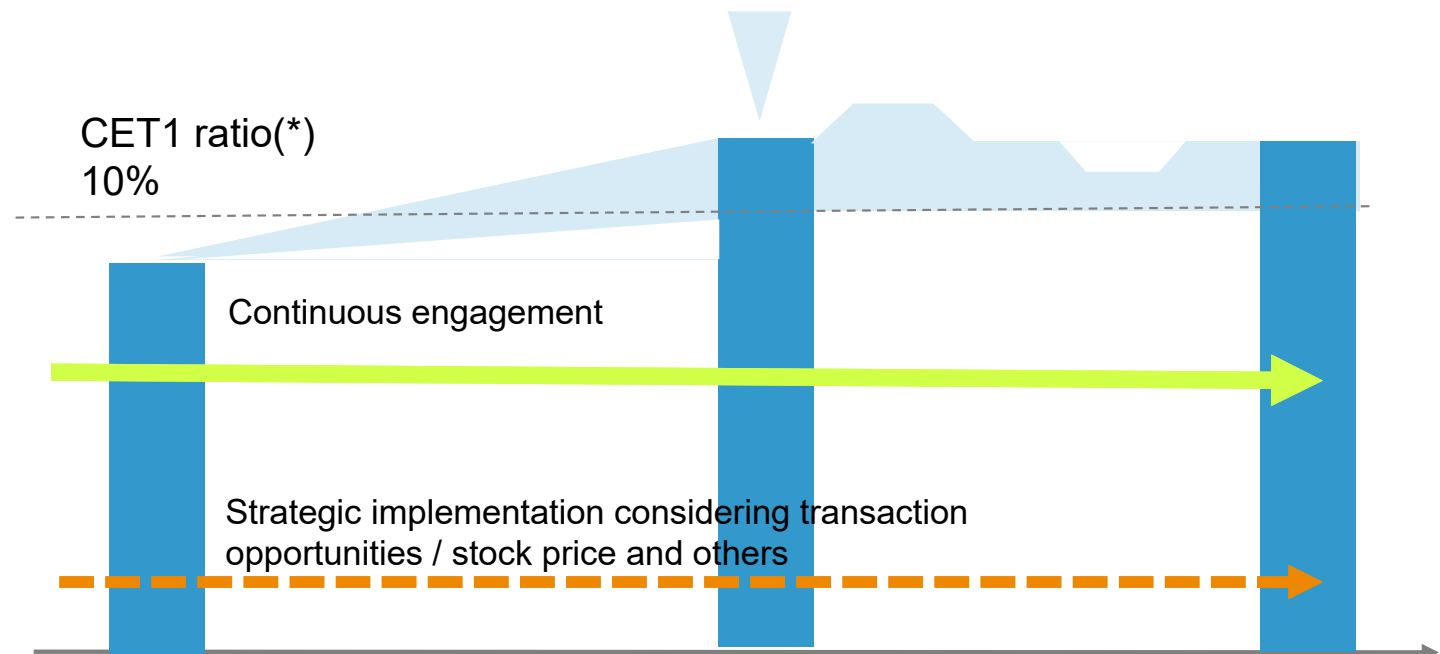 CET1 ratio(*)
10%
Continuous engagement
Strategic implementation considering transaction
opportunities / stock price and others